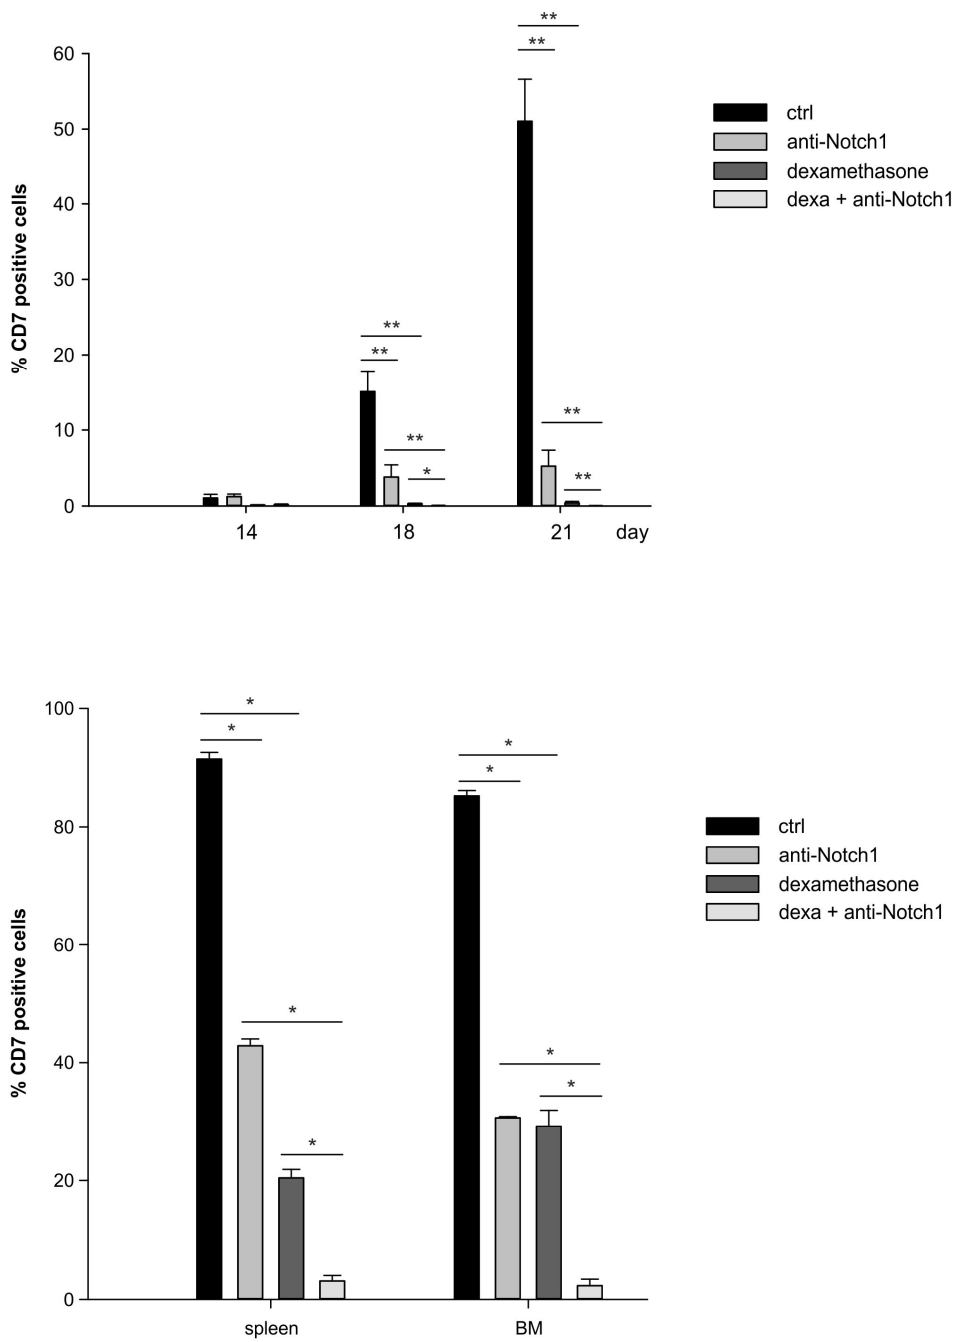 **
**
60
ctrl
50
anti-Notch1
dexamethasone
dexa + anti-Notch1
40
% CD7 positive cells
30
**
20
**
10
**
**
*
**
0
14
18
21
day
*
100
*
*
*
80
ctrl
anti-Notch1
dexamethasone
dexa + anti-Notch1
% CD7 positive cells
60
*
*
40
*
*
20
0
spleen
BM